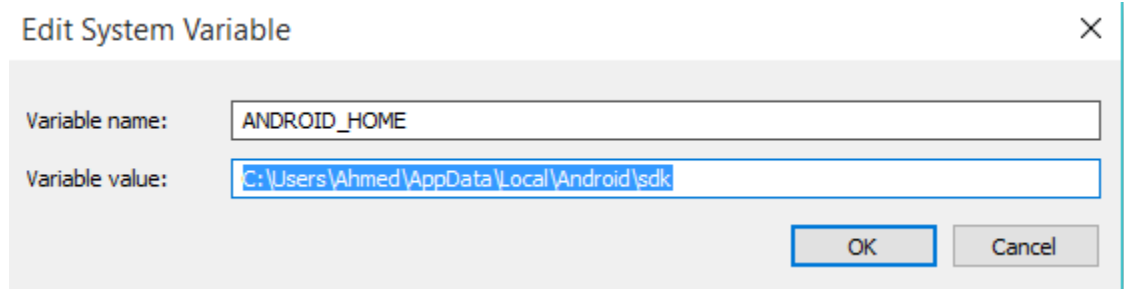 Edit System Variable
Variable name: ANDROID_HOME
Variable value: C:\Users\Ahmed\AppData\Local\Android\sdk
OK Cancel